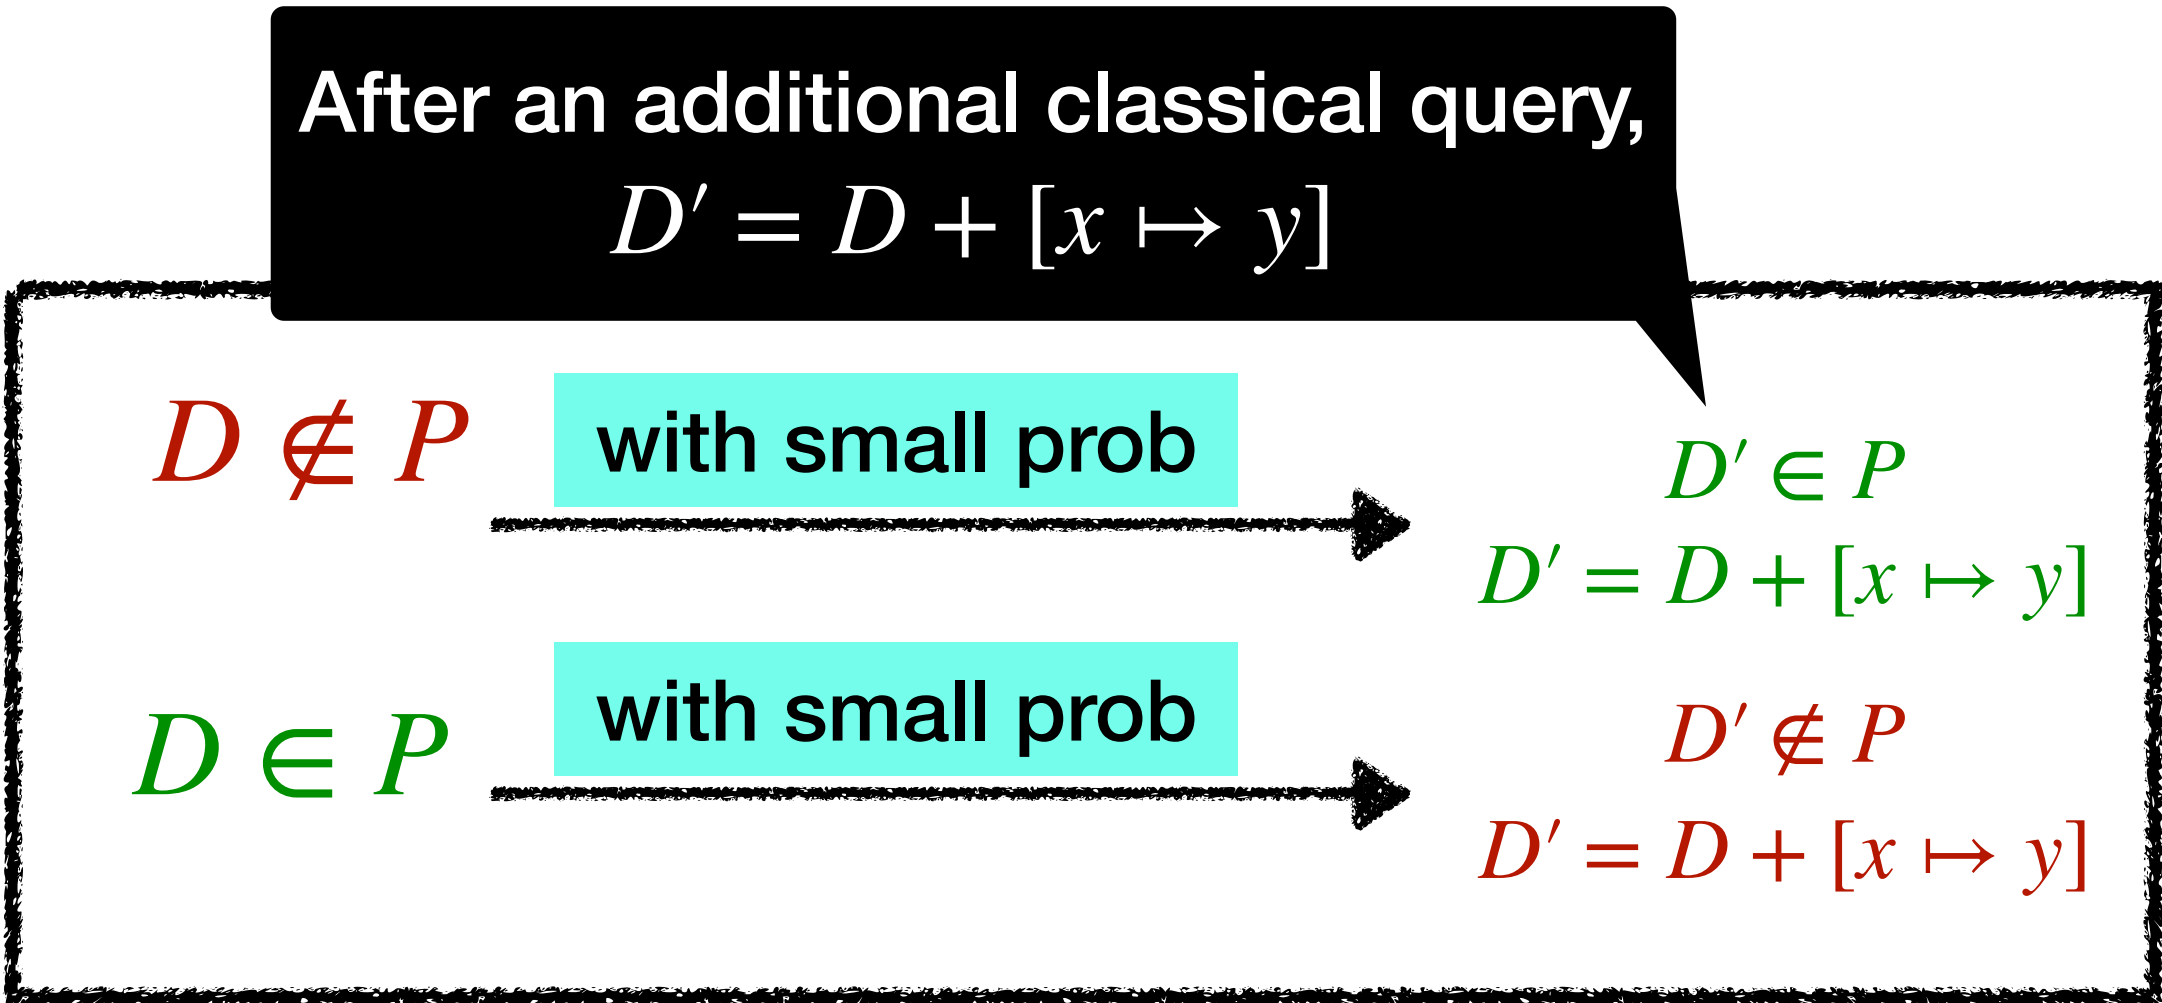 After an additional classical query,
D′ = D + [x ↦ y]
D ∉ P
with small prob
D′ ∈ P
D′ = D + [x ↦ y]
D ∈ P
with small prob
D′ ∉ P
D′ = D + [x ↦ y]